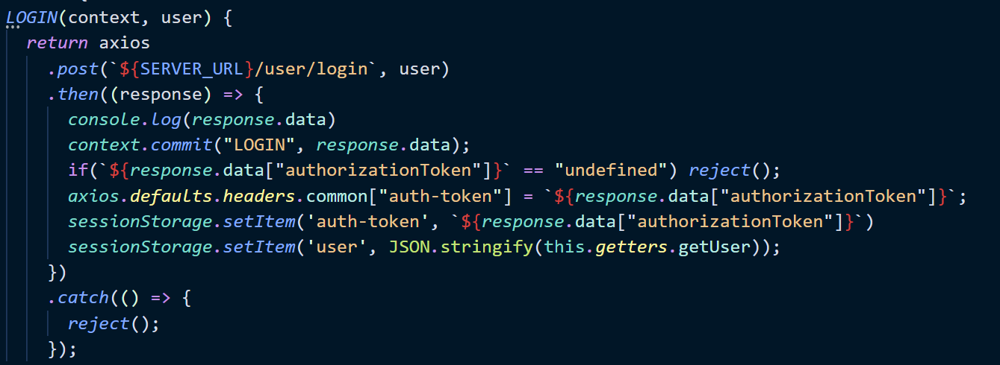 LOGIN(context, user) {
  return axios
    .post(`${SERVER_URL}/user/login`, user)
    .then((response) => {
      console.log(response.data)
      context.commit("LOGIN", response.data);
      if(`${response.data["authorizationToken"]}` == "undefined") reject();
      axios.defaults.headers.common["auth-token"] = `${response.data["authorizationToken"]}`;
      sessionStorage.setItem('auth-token', `${response.data["authorizationToken"]}`)
      sessionStorage.setItem('user', JSON.stringify(this.getters.getUser));
    })
    .catch(() => {
      reject();
    });